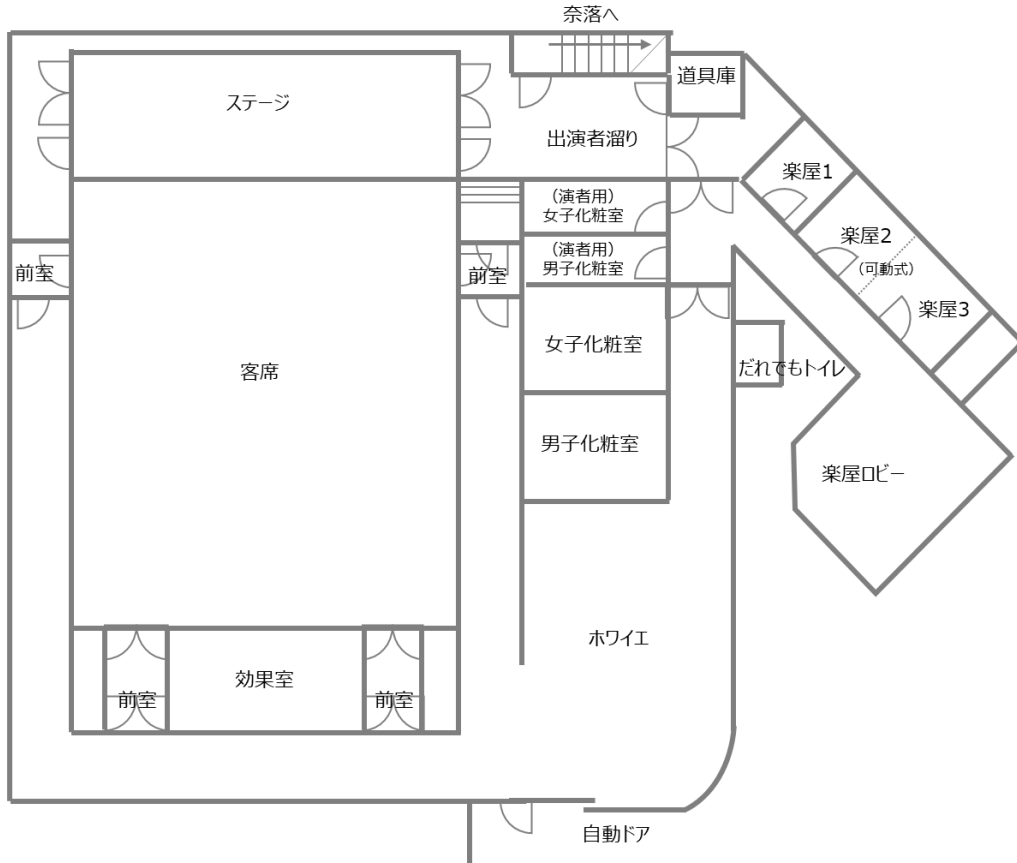 奈落へ
道具庫
ステージ
出演者溜り
楽屋1
（演者用）
女子化粧室
楽屋2
（可動式）
（演者用）
男子化粧室
前室
前室
楽屋3
女子化粧室
客席
だれでもトイレ
男子化粧室
楽屋ロビー
ホワイエ
効果室
前室
前室
自動ドア